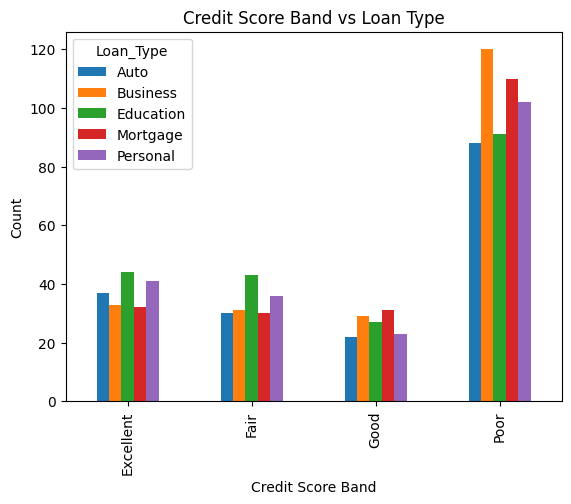 Credit Score Band vs Loan Type
Loan_Type
Auto
Business
Education
Mortgage
Personal
Count
120
100
80
60
40
20
0
Excellent
Fair
Good
Poor
Credit Score Band